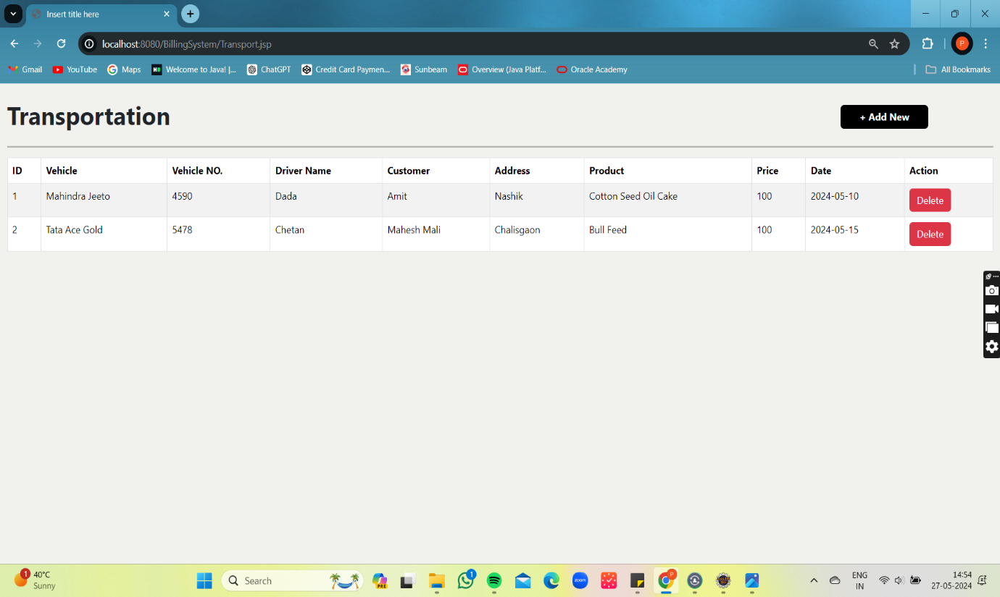 Insert title here
localhost:8080/BillingSystem/Transport.jsp
P
Gmail YouTube Maps Welcome to Java! |... ChatGPT Credit Card Paymen... Sunbeam Overview (Java Platf... Oracle Academy All Bookmarks
Transportation + Add New
ID Vehicle Vehicle NO. Driver Name Customer Address Product Price Date Action
1 Mahindra Jeeto 4590 Dada Amit Nashik Cotton Seed Oil Cake 100 2024-05-10 Delete
2 Tata Ace Gold 5478 Chetan Mahesh Mali Chalisgaon Bull Feed 100 2024-05-15 Delete
1 40°C
Sunny
Search
PRE
1
zoom
P
ENG
IN
14:54
27-05-2024